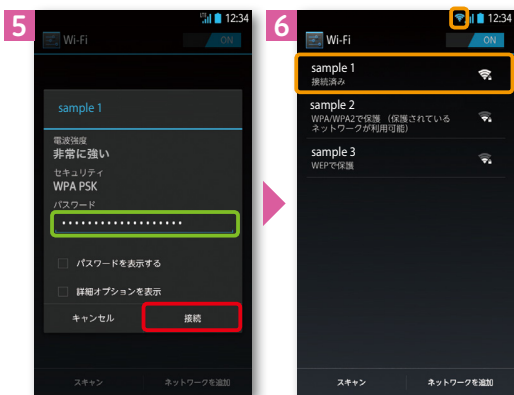 5
LTE 12:34
Wi-Fi
ON
sample 1
電波強度
非常に強い
セキュリティ
WPA PSK
パスワード
••••••••••••••••••
パスワードを表示する
詳細オプションを表示
キャンセル
接続
スキャン
ネットワークを追加
6
12:34
Wi-Fi
ON
sample 1
接続済み
sample 2
WPA/WPA2で保護 （保護されている
ネットワークが利用可能）
sample 3
WEPで保護
スキャン
ネットワークを追加